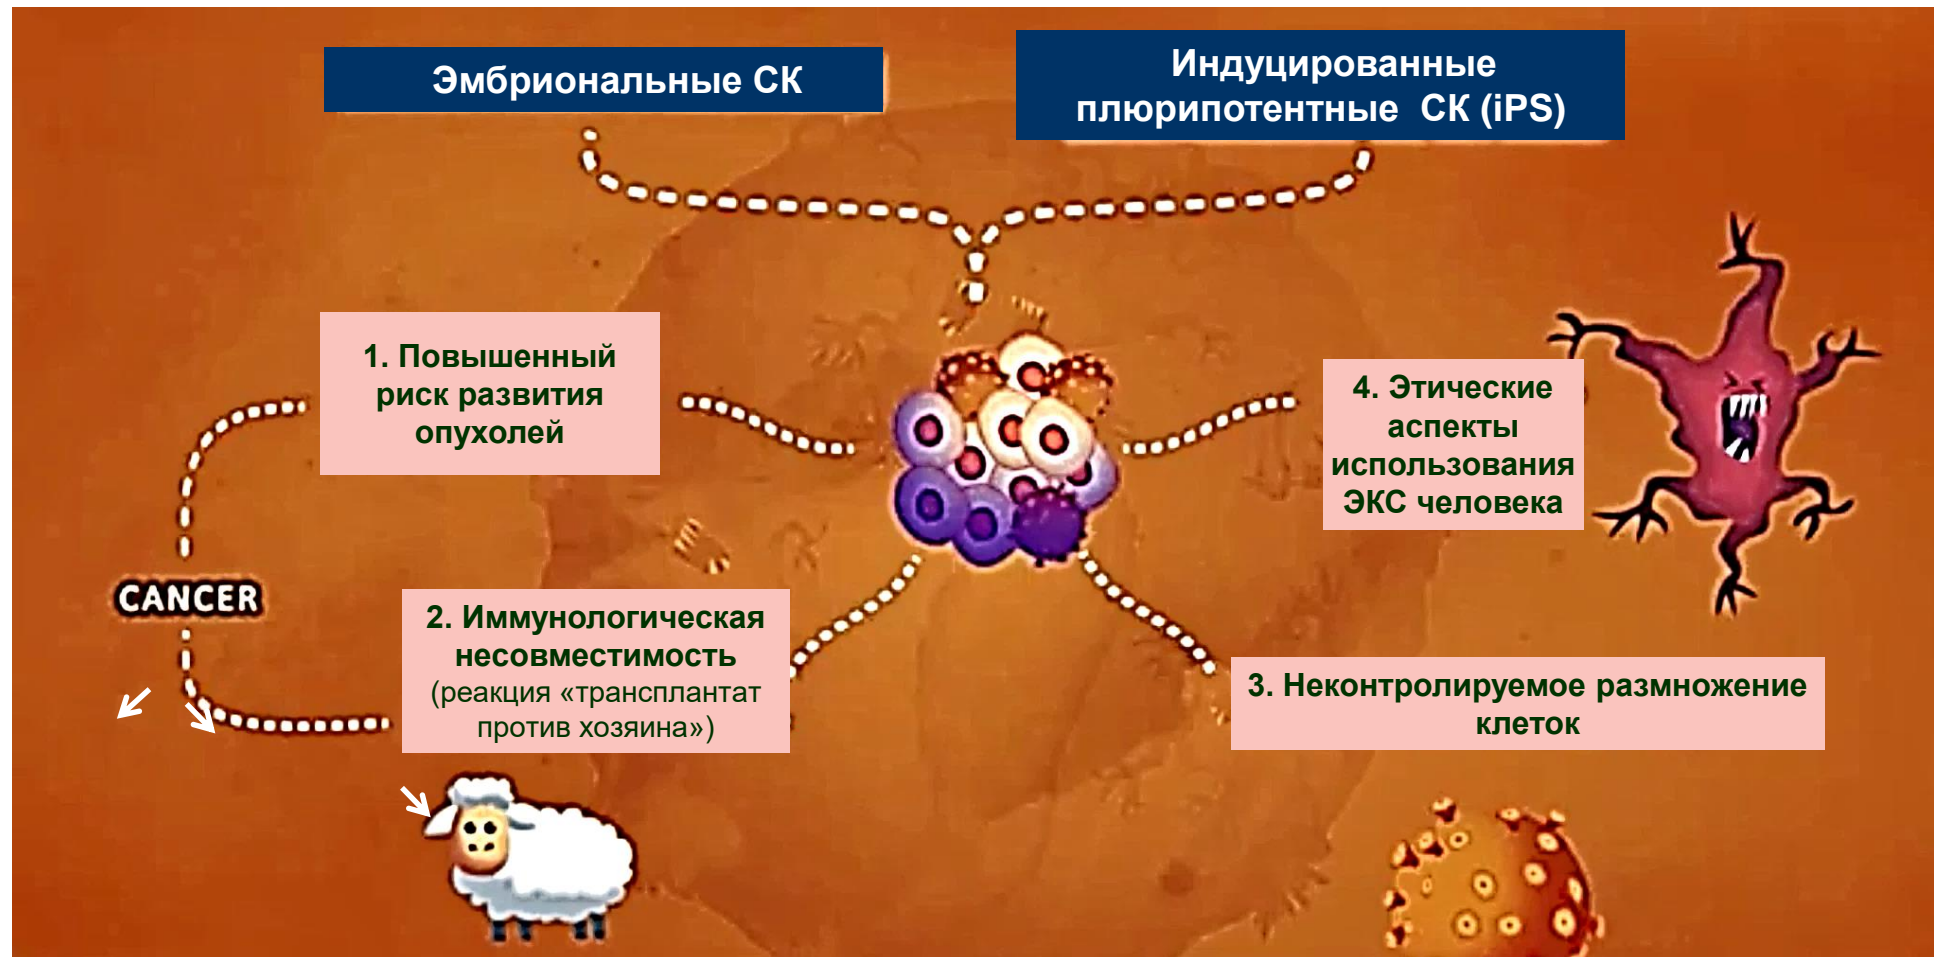 Эмбриональные СК
Индуцированные
плюрипотентные СК (iPS)
1. Повышенный
риск развития
опухолей
4. Этические
аспекты
использования
ЭКС человека
CANCER
2. Иммунологическая
несовместимость
(реакция «трансплантат
против хозяина»)
3. Неконтролируемое размножение
клеток